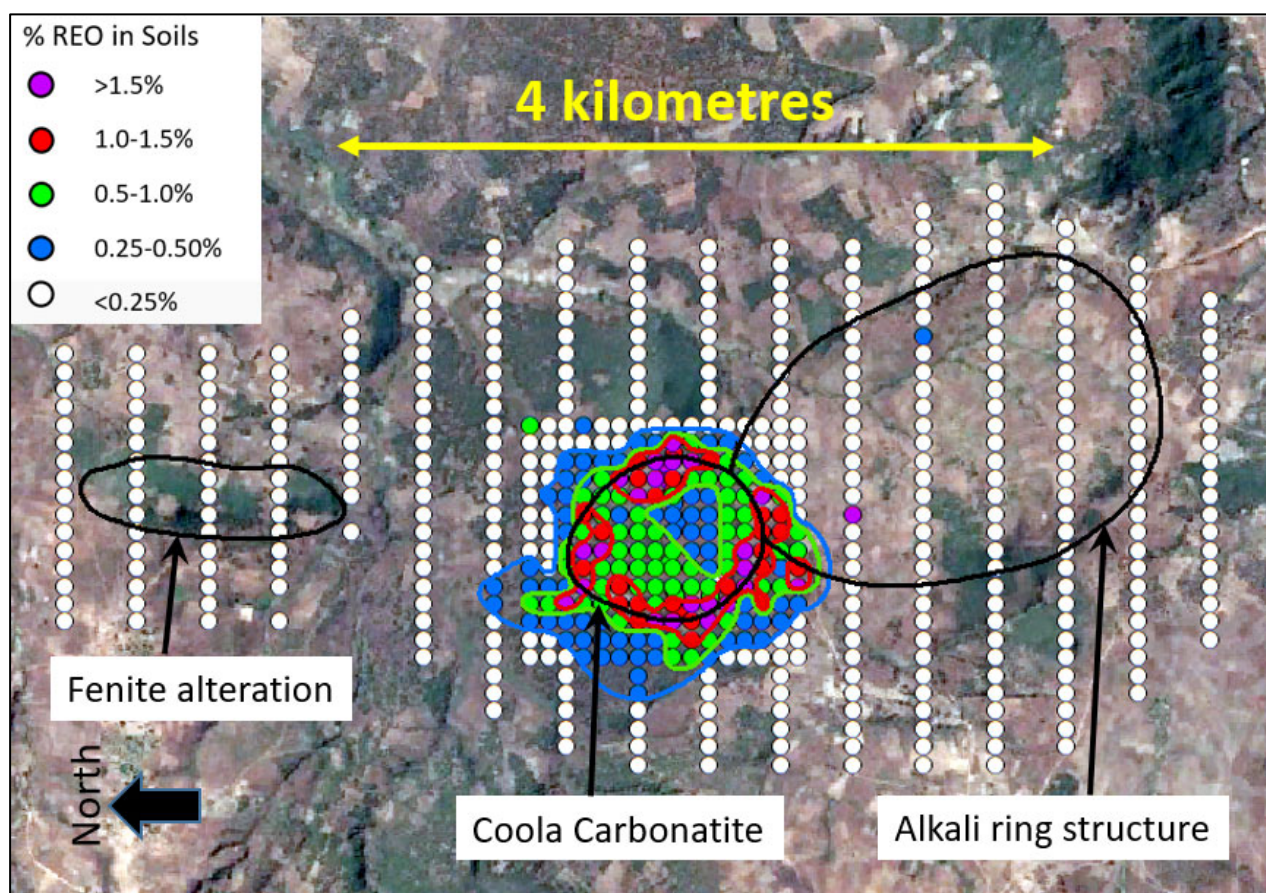 % REO in Soils
>1.5%
1.0-1.5%
0.5-1.0%
0.25-0.50%
<0.25%
4 kilometres
Fenite alteration
North
Coola Carbonatite
Alkali ring structure